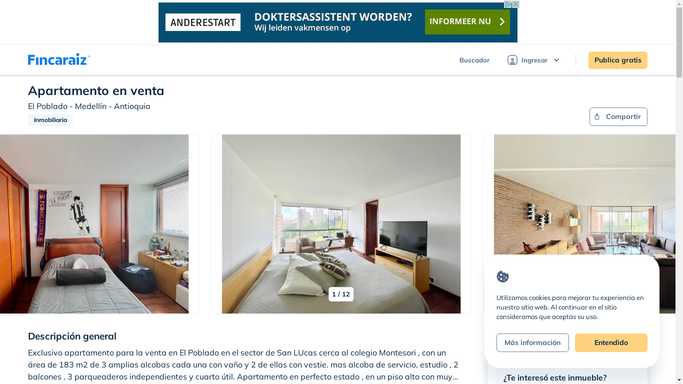 ANDERESTART
DOKTERSASSISTENT WORDEN?
Wij leiden vakmensen op
INFORMEER NU
Fincaraiz
Buscador
Ingresar
Publica gratis
Apartamento en venta
El Poblado - Medellín - Antioquia
Inmobiliaria
Compartir
1 / 12
Utilizamos cookies para mejorar tu experiencia en
nuestro sitio web. Al continuar en el sitio
consideramos que aceptas su uso.
Más información
Entendido
Descripción general
Exclusivo apartamento para la venta en El Poblado en el sector de San LUcas cerca al colegio Montesori , con un
área de 183 m2 de 3 amplias alcobas cada una con vaño y 2 de ellas con vestie, mas alcoba de servicio, estudio , 2
balcones , 3 parqueaderos independientes y cuarto útil. Apartamento en perfecto estado , en un piso alto con muy...
¿Te interesó este inmueble?